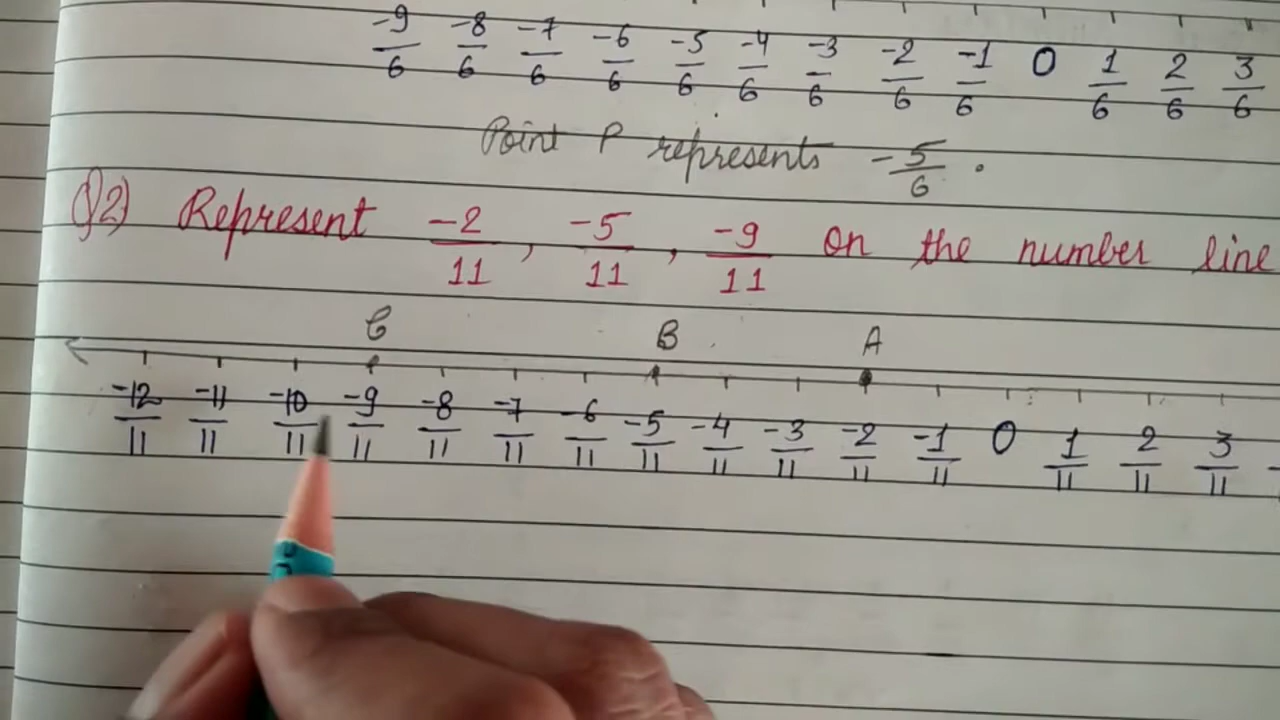 -9/6 -8/6 -7/6 -6/6 -5/6 -4/6 -3/6 -2/6 -1/6 0 1/6 2/6 3/6
Point P represents -5/6 .
Q2) Represent -2/11 , -5/11 , -9/11 on the number line
C B A
-12/11 -11/11 -10/11 -9/11 -8/11 -7/11 -6/11 -5/11 -4/11 -3/11 -2/11 -1/11 0 1/11 2/11 3/11